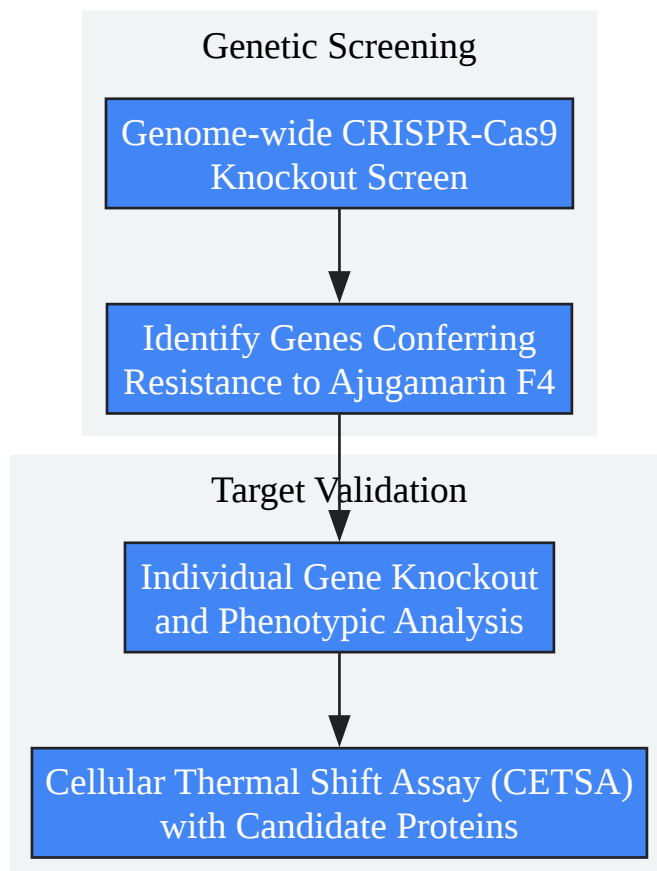 Genetic Screening
Genome-wide CRISPR-Cas9
Knockout Screen
Identify Genes Conferring
Resistance to Ajugamarin F4
Target Validation
Individual Gene Knockout
and Phenotypic Analysis
Cellular Thermal Shift Assay (CETSA)
with Candidate Proteins